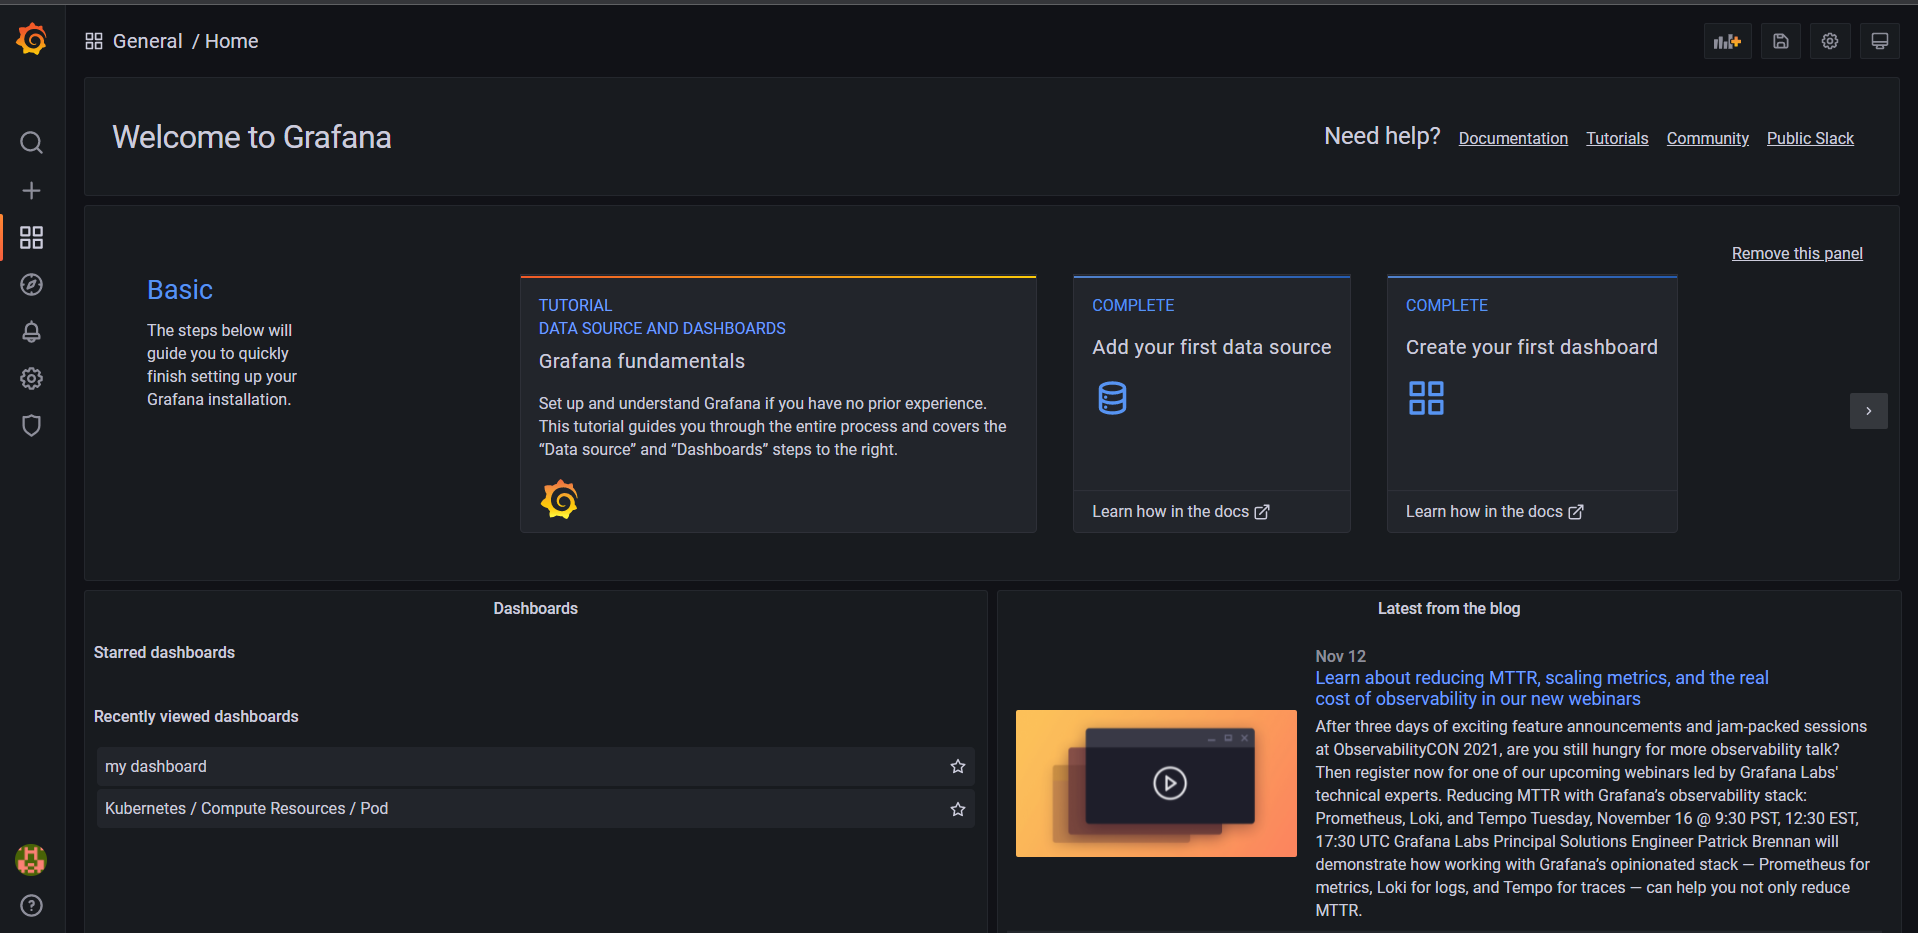 General / Home
Welcome to Grafana
Need help? Documentation Tutorials Community Public Slack
Remove this panel
Basic
The steps below will
guide you to quickly
finish setting up your
Grafana installation.
TUTORIAL
DATA SOURCE AND DASHBOARDS
Grafana fundamentals
Set up and understand Grafana if you have no prior experience.
This tutorial guides you through the entire process and covers the
“Data source” and “Dashboards” steps to the right.
COMPLETE
Add your first data source
Learn how in the docs
COMPLETE
Create your first dashboard
Learn how in the docs
Dashboards
Starred dashboards
Recently viewed dashboards
my dashboard
Kubernetes / Compute Resources / Pod
Latest from the blog
Nov 12
Learn about reducing MTTR, scaling metrics, and the real
cost of observability in our new webinars
After three days of exciting feature announcements and jam-packed sessions
at ObservabilityCON 2021, are you still hungry for more observability talk?
Then register now for one of our upcoming webinars led by Grafana Labs'
technical experts. Reducing MTTR with Grafana’s observability stack:
Prometheus, Loki, and Tempo Tuesday, November 16 @ 9:30 PST, 12:30 EST,
17:30 UTC Grafana Labs Principal Solutions Engineer Patrick Brennan will
demonstrate how working with Grafana’s opinionated stack — Prometheus for
metrics, Loki for logs, and Tempo for traces — can help you not only reduce
MTTR.